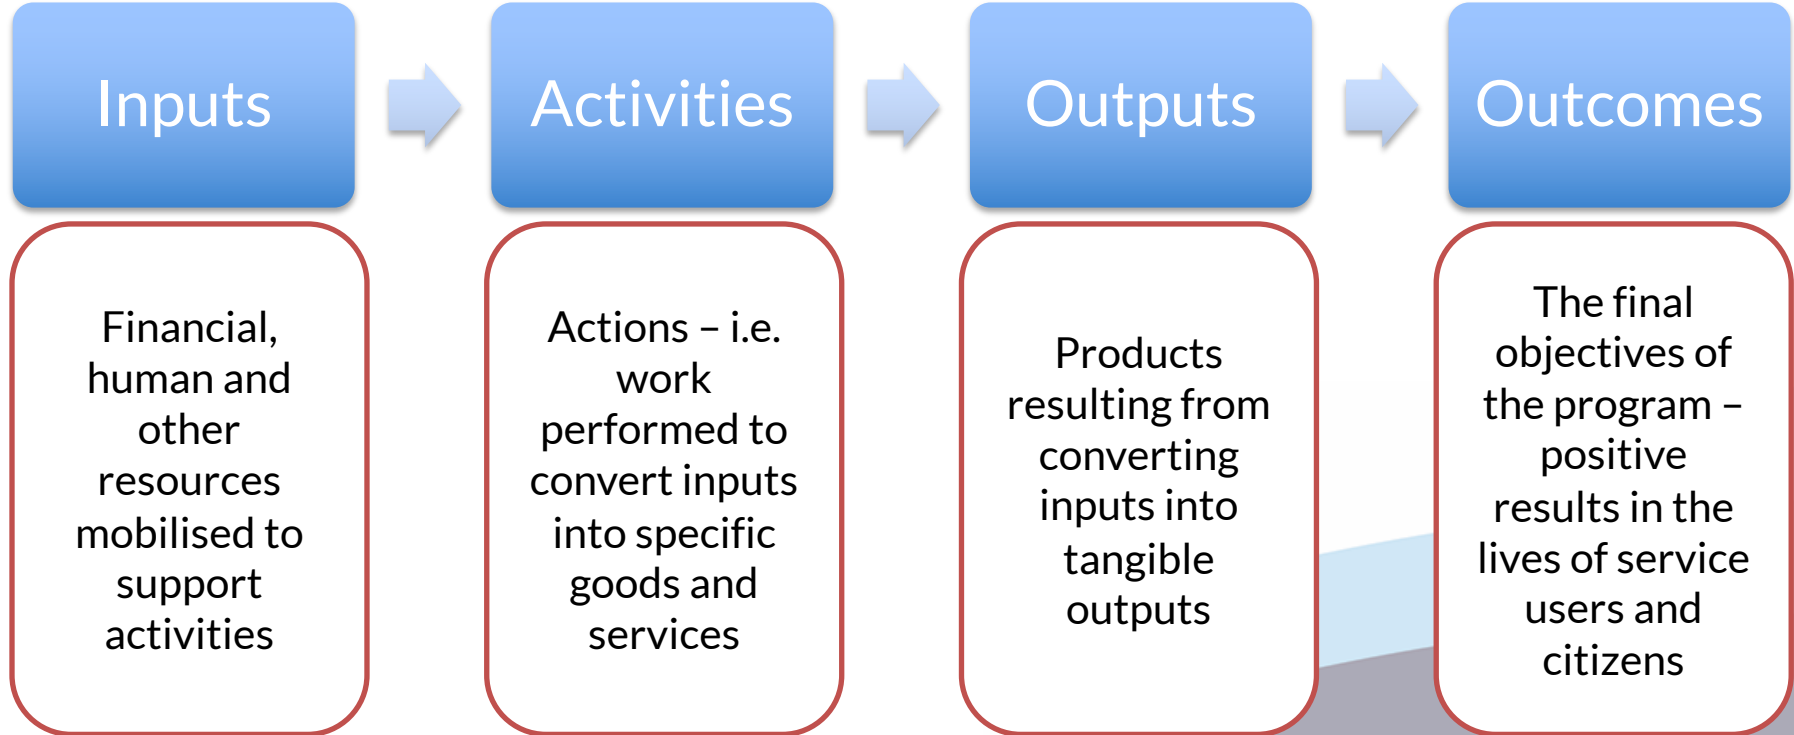 Inputs
Activities
Outputs
Outcomes
Financial,
human and
other
resources
mobilised to
support
activities
Actions – i.e.
work
performed to
convert inputs
into specific
goods and
services
Products
resulting from
converting
inputs into
tangible
outputs
The final
objectives of
the program –
positive
results in the
lives of service
users and
citizens